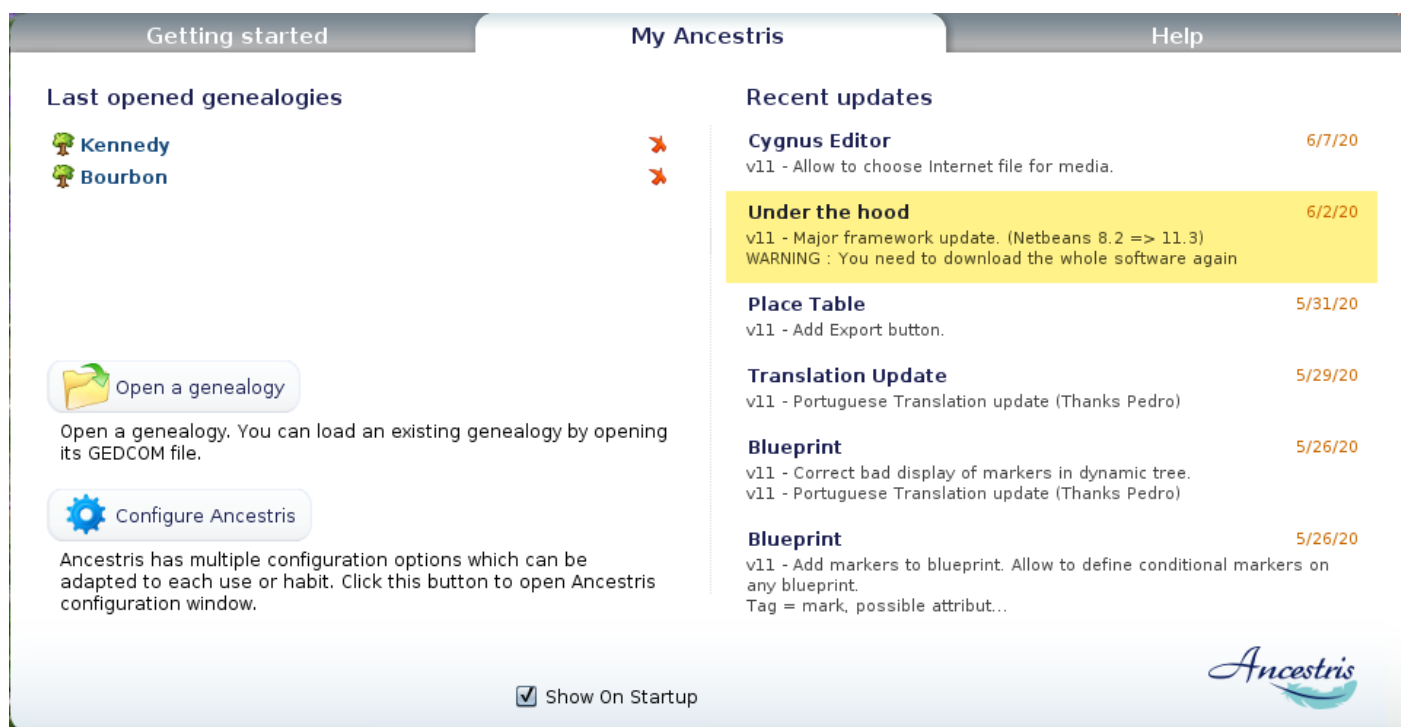 Getting started
My Ancestris
Help
Last opened genealogies
Kennedy
Bourbon
Open a genealogy
Open a genealogy. You can load an existing genealogy by opening
its GEDCOM file.
Configure Ancestris
Ancestris has multiple configuration options which can be
adapted to each use or habit. Click this button to open Ancestris
configuration window.
Recent updates
Cygnus Editor 6/7/20
v11 - Allow to choose Internet file for media.
Under the hood 6/2/20
v11 - Major framework update. (Netbeans 8.2 => 11.3)
WARNING : You need to download the whole software again
Place Table 5/31/20
v11 - Add Export button.
Translation Update 5/29/20
v11 - Portuguese Translation update (Thanks Pedro)
Blueprint 5/26/20
v11 - Correct bad display of markers in dynamic tree.
v11 - Portuguese Translation update (Thanks Pedro)
Blueprint 5/26/20
v11 - Add markers to blueprint. Allow to define conditional markers on
any blueprint.
Tag = mark, possible attribut...
Ancestris
Show On Startup